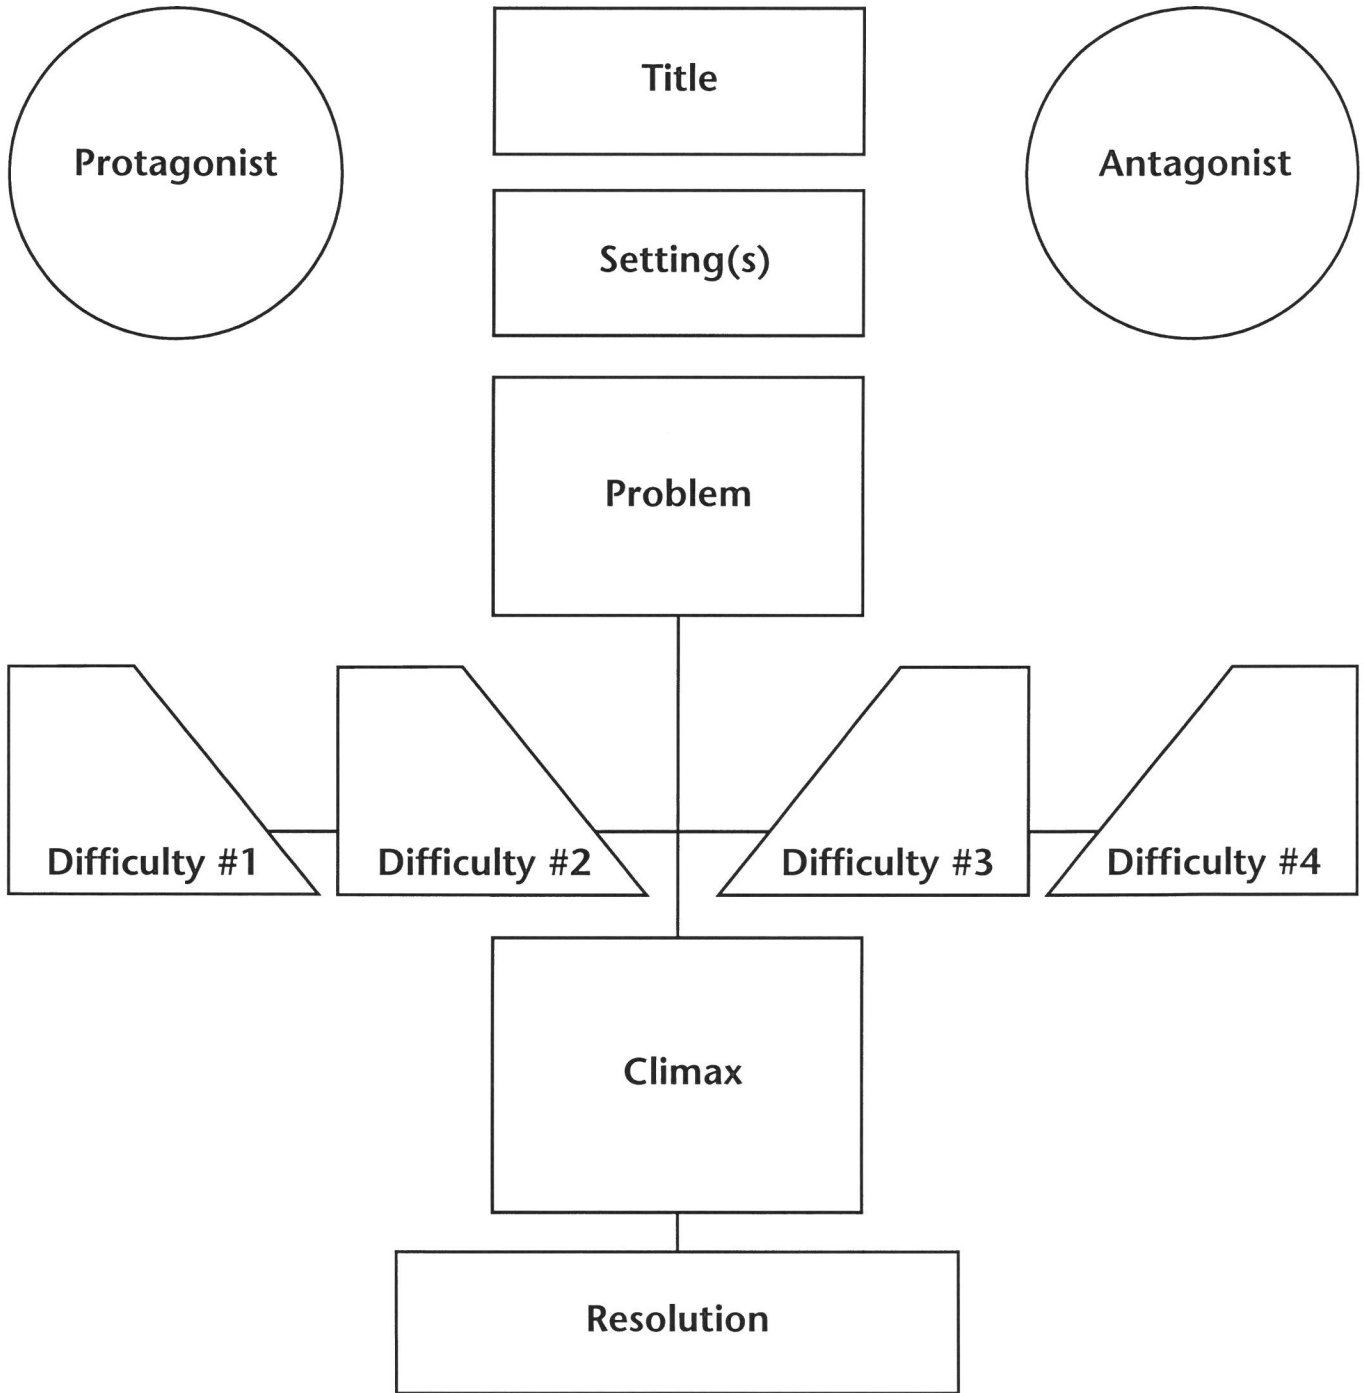 Title
Protagonist
Antagonist
Setting(s)
Problem
Difficulty #1
Difficulty #2
Difficulty #3
Difficulty #4
Climax
Resolution